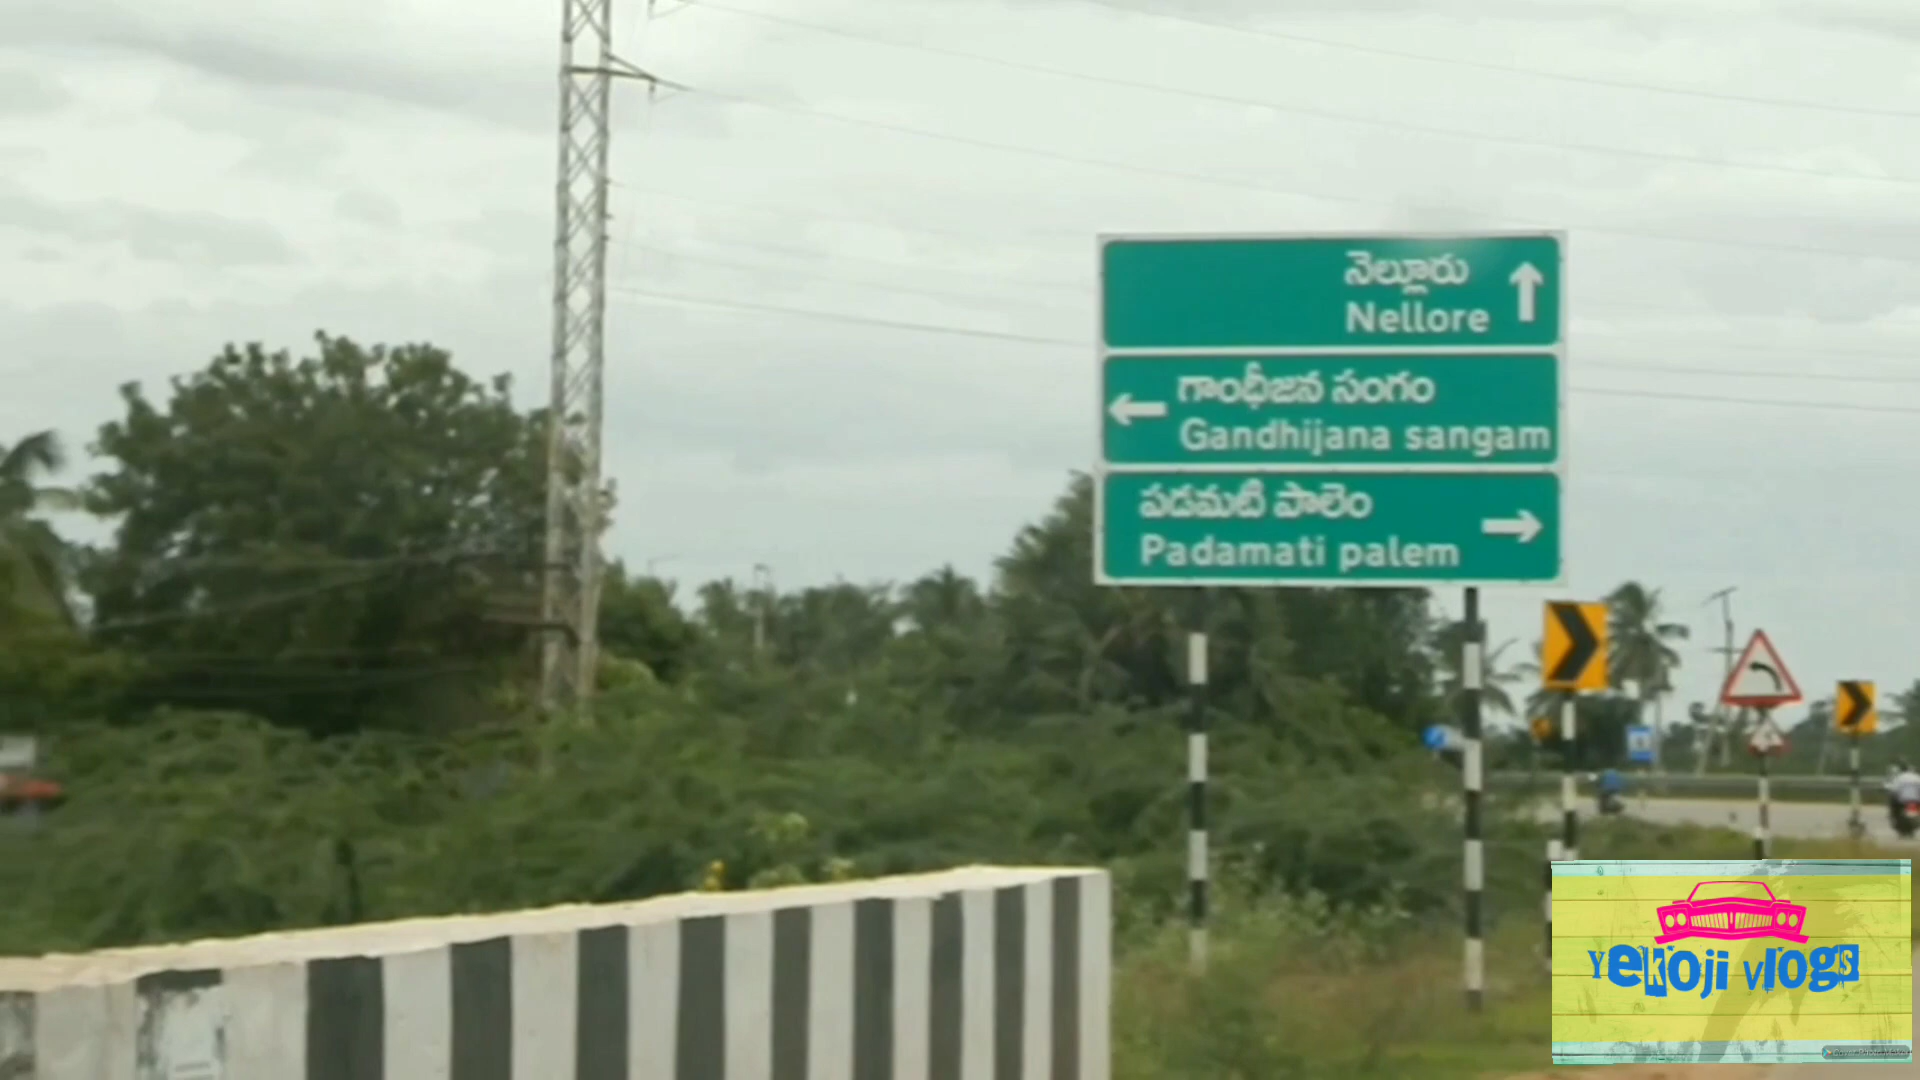 నెల్లూరు
Nellore
గాంధీజన సంగం
Gandhijana sangam
పడమటి పాలెం
Padamati palem
Yekoji vlogs